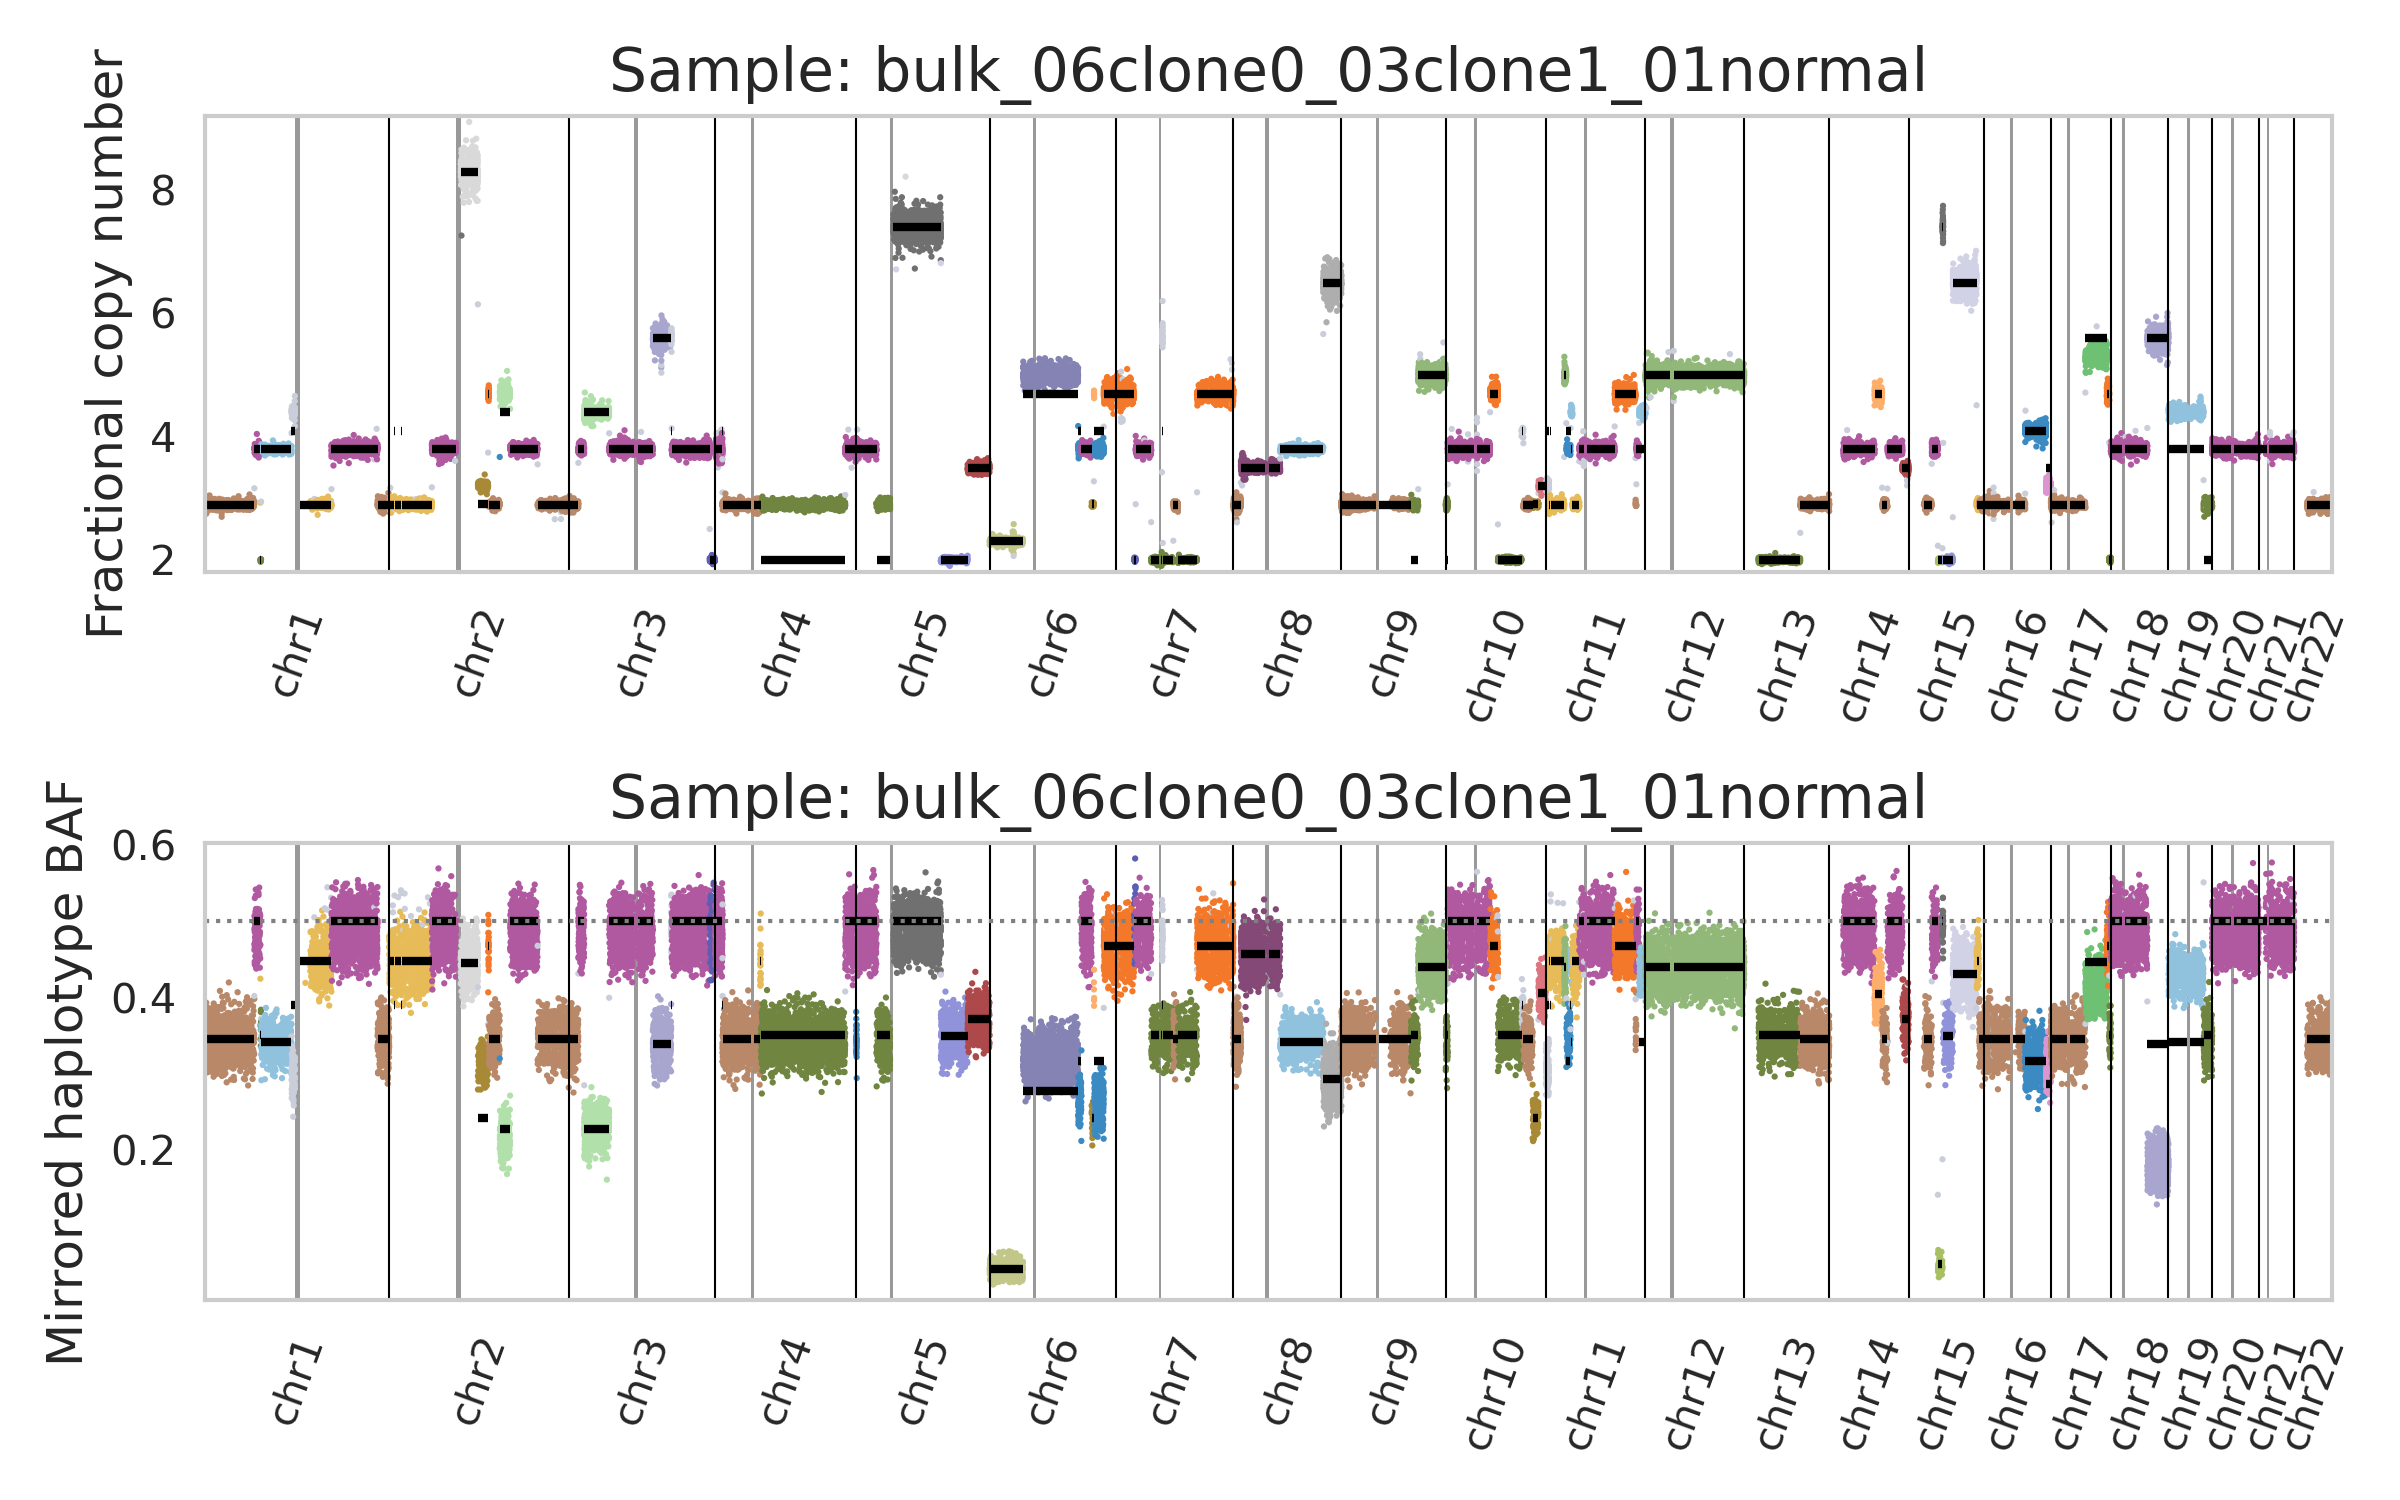 Sample: bulk_06clone0_03clone1_01normal
Fractional copy number
8
6
4
2
chr1 chr2 chr3 chr4 chr5 chr6 chr7 chr8 chr9 chr10 chr11 chr12 chr13 chr14 chr15 chr16 chr17 chr18 chr19 chr20 chr21 chr22
Sample: bulk_06clone0_03clone1_01normal
Mirrored haplotype BAF
0.6
0.4
0.2
chr1 chr2 chr3 chr4 chr5 chr6 chr7 chr8 chr9 chr10 chr11 chr12 chr13 chr14 chr15 chr16 chr17 chr18 chr19 chr20 chr21 chr22